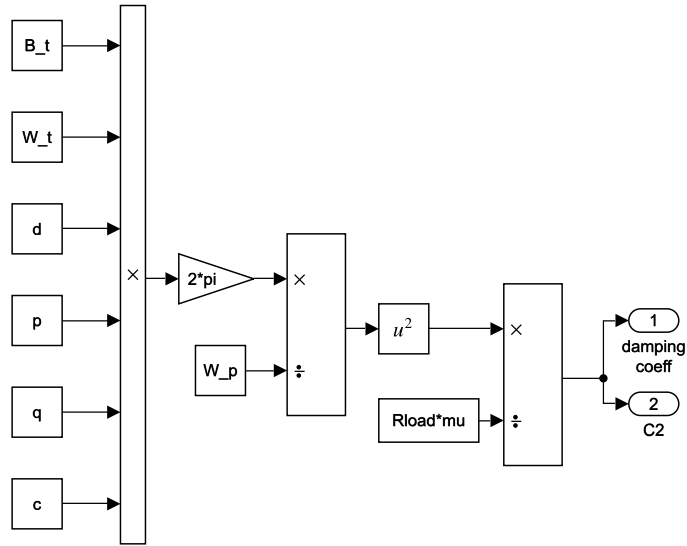 B_t
W_t
d
p
q
c
×
2*pi
W_p
×
÷
u²
Rload*mu
×
÷
1
damping
coeff
2
C2